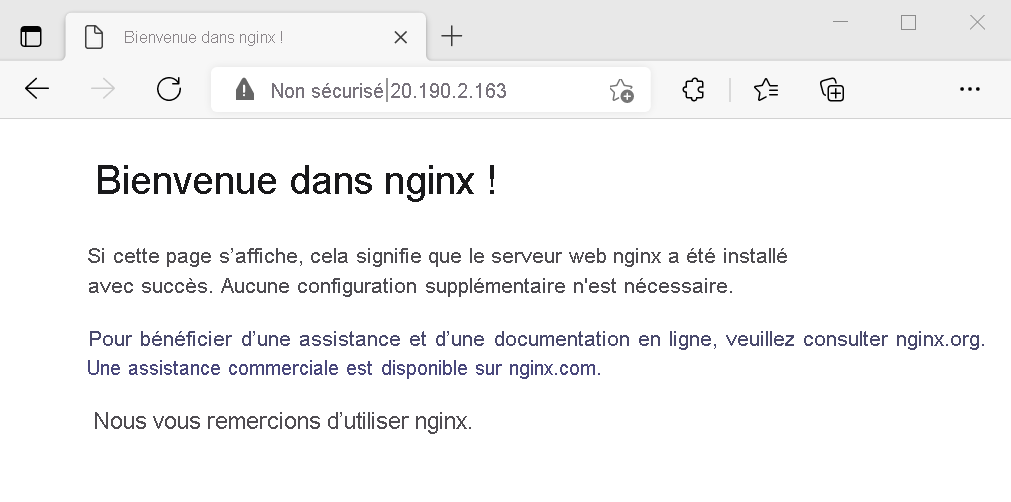 Bienvenue dans nginx !
Non sécurisé|20.190.2.163
Bienvenue dans nginx !
Si cette page s’affiche, cela signifie que le serveur web nginx a été installé
avec succès. Aucune configuration supplémentaire n'est nécessaire.
Pour bénéficier d’une assistance et d’une documentation en ligne, veuillez consulter nginx.org.
Une assistance commerciale est disponible sur nginx.com.
Nous vous remercions d’utiliser nginx.